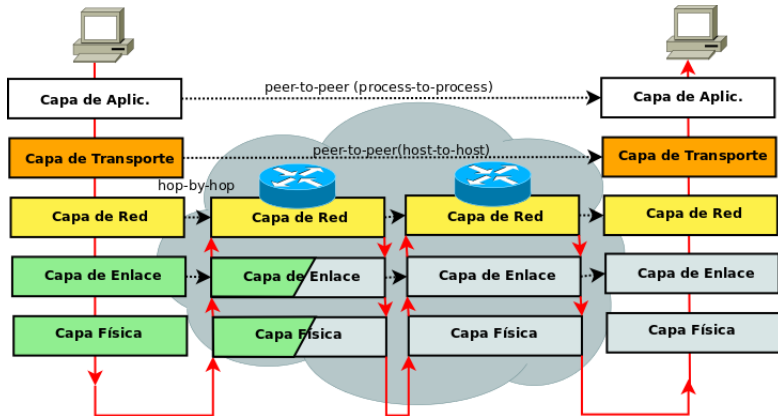 peer-to-peer (process-to-process)
Capa de Aplic.
Capa de Aplic.
peer-to-peer(host-to-host)
Capa de Transporte
Capa de Transporte
hop-by-hop
Capa de Red
Capa de Red
Capa de Red
Capa de Red
Capa de Enlace
Capa de Enlace
Capa de Enlace
Capa de Enlace
Capa Física
Capa Física
Capa Física
Capa Física